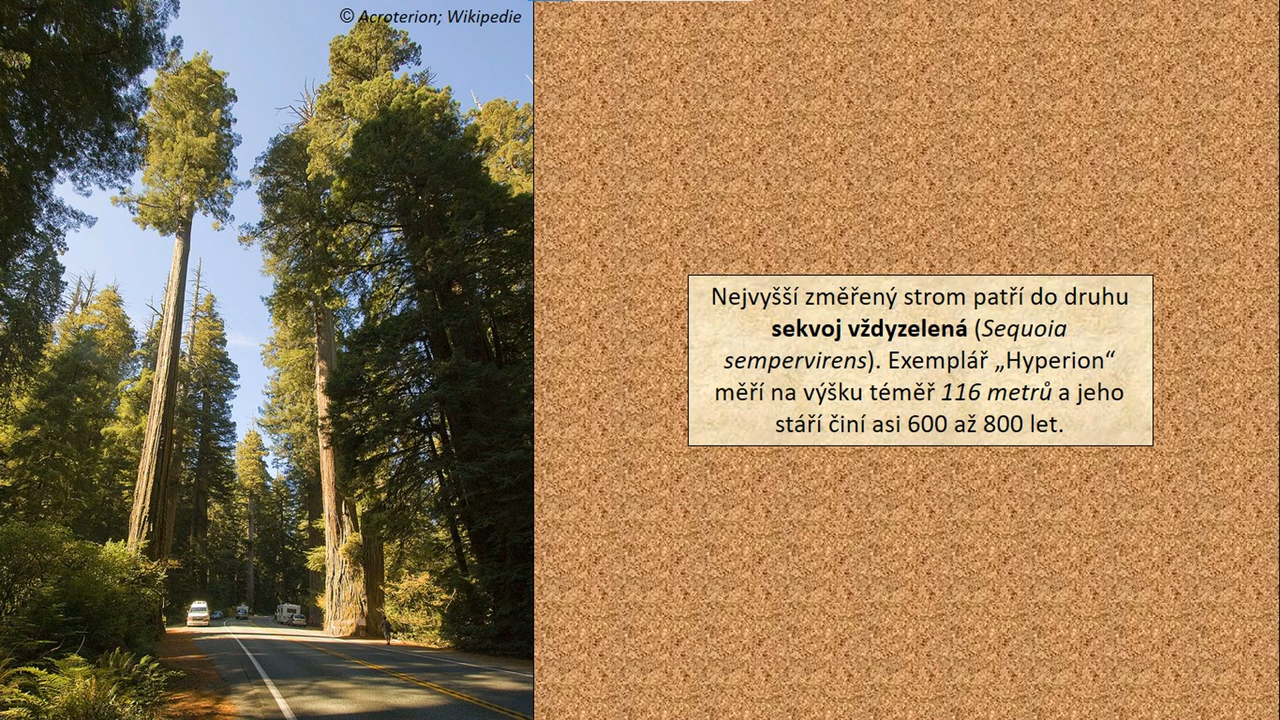 © Acroterion; Wikipedie
Nejvyšší změřený strom patří do druhu
sekvoj vždyzelená (Sequoia
sempervirens). Exemplář „Hyperion“
měří na výšku téměř 116 metrů a jeho
stáří činí asi 600 až 800 let.